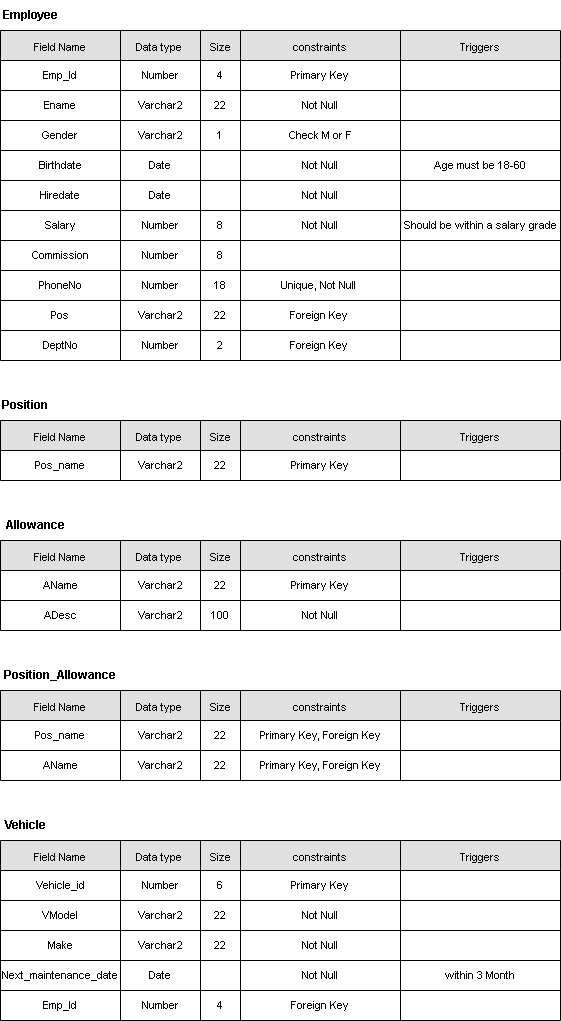 Employee
Field Name Data type Size constraints Triggers
Emp_Id Number 4 Primary Key
Ename Varchar2 22 Not Null
Gender Varchar2 1 Check M or F
Birthdate Date Not Null Age must be 18-60
Hiredate Date Not Null
Salary Number 8 Not Null Should be within a salary grade
Commission Number 8
PhoneNo Number 18 Unique, Not Null
Pos Varchar2 22 Foreign Key
DeptNo Number 2 Foreign Key
Position
Field Name Data type Size constraints Triggers
Pos_name Varchar2 22 Primary Key
Allowance
Field Name Data type Size constraints Triggers
AName Varchar2 22 Primary Key
ADesc Varchar2 100 Not Null
Position_Allowance
Field Name Data type Size constraints Triggers
Pos_name Varchar2 22 Primary Key, Foreign Key
AName Varchar2 22 Primary Key, Foreign Key
Vehicle
Field Name Data type Size constraints Triggers
Vehicle_id Number 6 Primary Key
VModel Varchar2 22 Not Null
Make Varchar2 22 Not Null
Next_maintenance_date Date Not Null within 3 Month
Emp_Id Number 4 Foreign Key